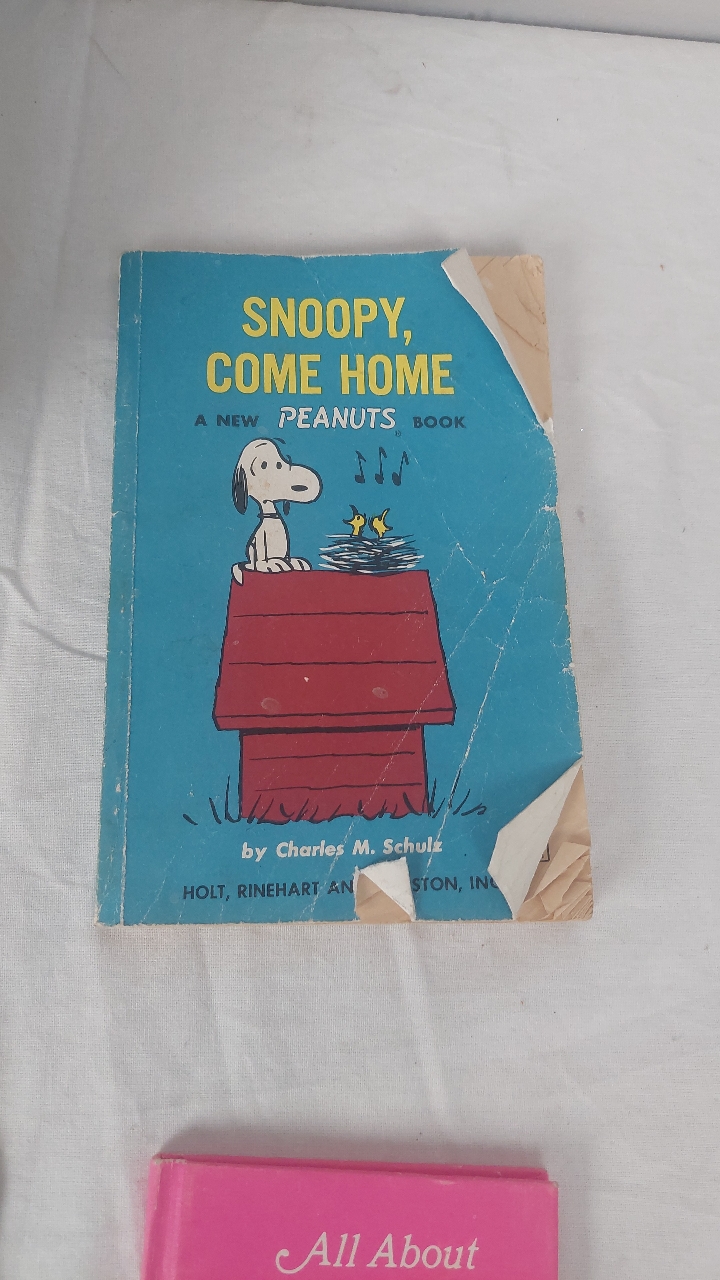 SNOOPY,
COME HOME
A NEW PEANUTS® BOOK
by Charles M. Schulz
HOLT, RINEHART AN STON, INC
All About